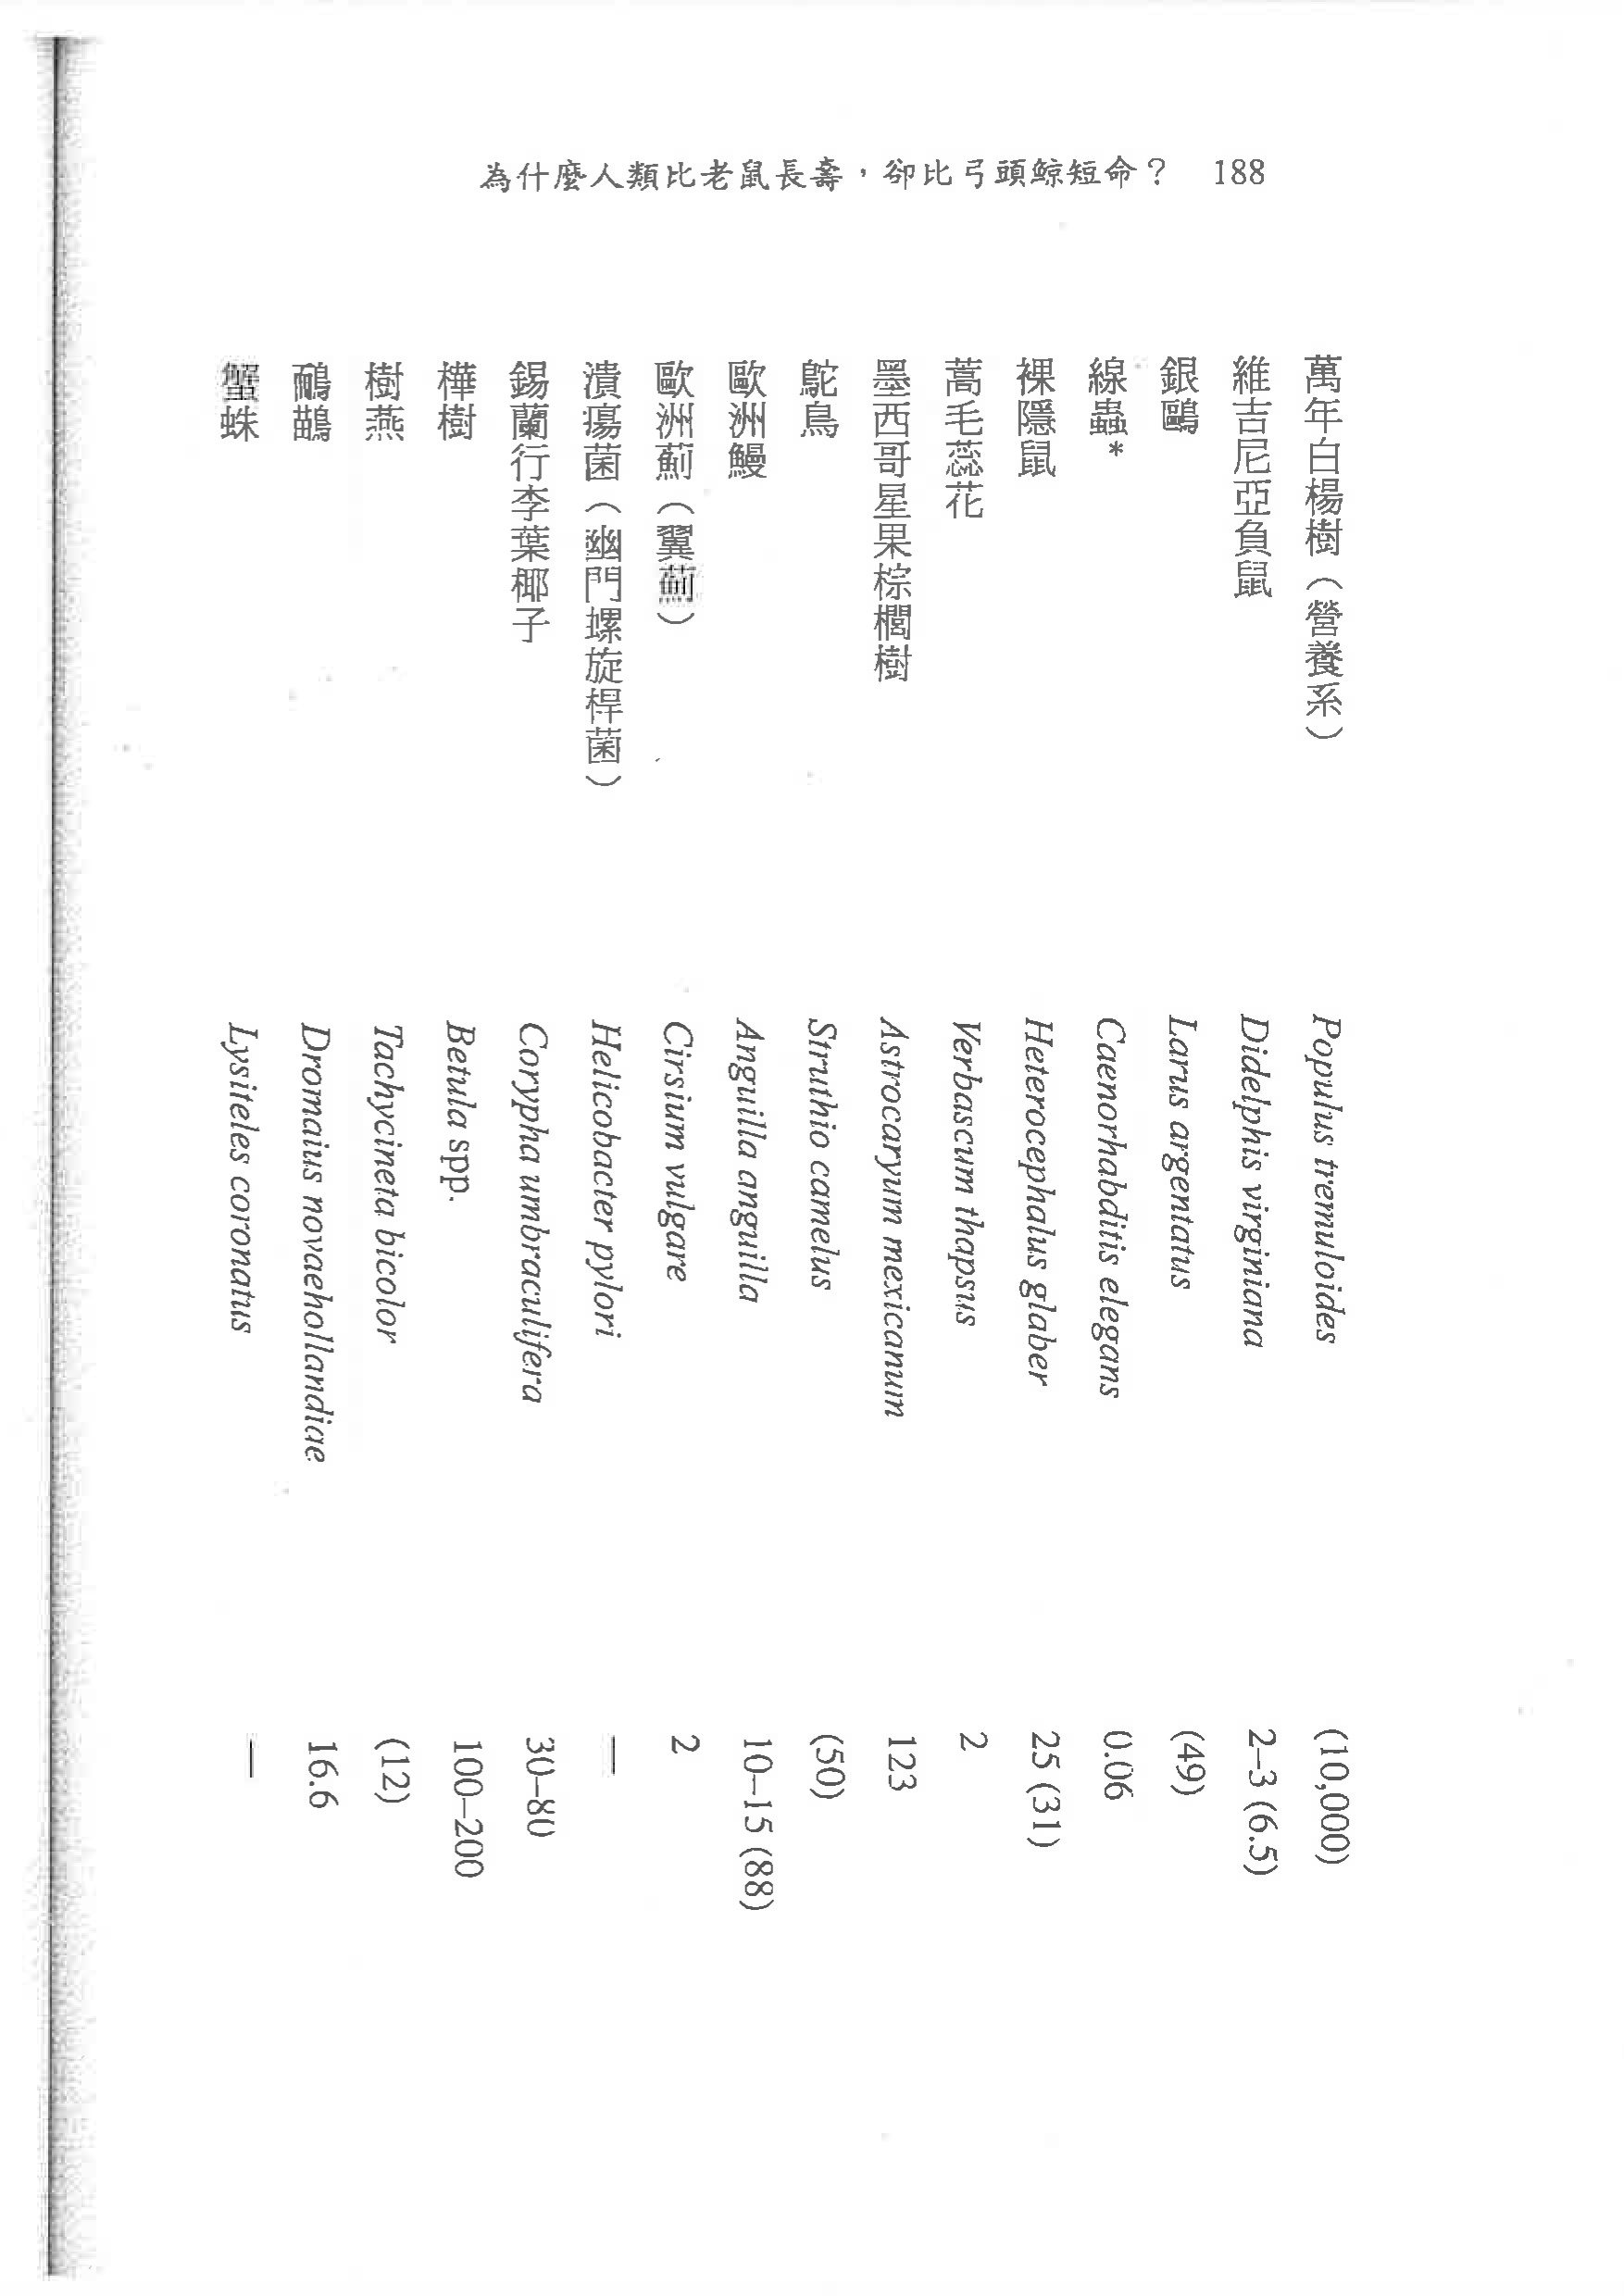 為什麼人類比老鼠長壽，卻比弓頭鯨短命？ 188
萬年白楊樹（營養系） Populus tremuloides (10,000)
維吉尼亞負鼠 Didelphis virginiana 2–3 (6.5)
銀鷗 Larus argentatus (49)
線蟲* Caenorhabditis elegans 0.06
裸隱鼠 Heterocephalus glaber 25 (31)
蒿毛蕊花 Verbascum thapsus 2
墨西哥星果棕櫚樹 Astrocaryum mexicanum 123
鴕鳥 Struthio camelus (50)
歐洲鰻 Anguilla anguilla 10–15 (88)
歐洲薊（翼薊） Cirsium vulgare 2
潰瘍菌（幽門螺旋桿菌） Helicobacter pylori —
錫蘭行李葉椰子 Corypha umbraculifera 30–80
樺樹 Betula spp. 100–200
樹燕 Tachycineta bicolor (12)
鴯鶓 Dromaius novaehollandiae 16.6
蟹蛛 Lysiteles coronatus —